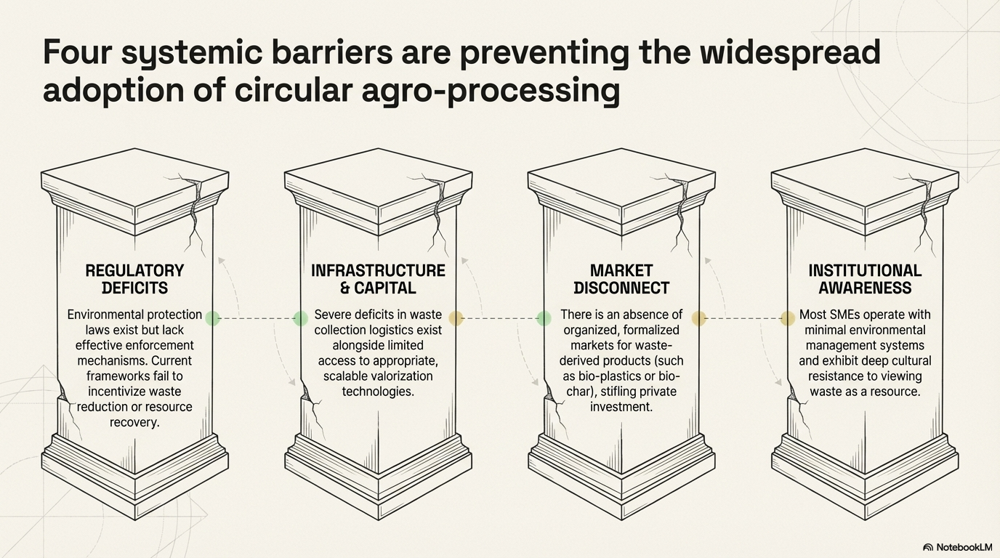 Four systemic barriers are preventing the widespread
adoption of circular agro-processing
REGULATORY
DEFICITS
Environmental protection
laws exist but lack
effective enforcement
mechanisms. Current
frameworks fail to
incentivize waste
reduction or resource
recovery.
INFRASTRUCTURE
& CAPITAL
Severe deficits in waste
collection logistics exist
alongside limited
access to appropriate,
scalable valorization
technologies.
MARKET
DISCONNECT
There is an absence of
organized, formalized
markets for waste-
derived products (such
as bio-plastics or bio-
char), stifling private
investment.
INSTITUTIONAL
AWARENESS
Most SMEs operate with
minimal environmental
management systems
and exhibit deep cultural
resistance to viewing
waste as a resource.
NotebookLM